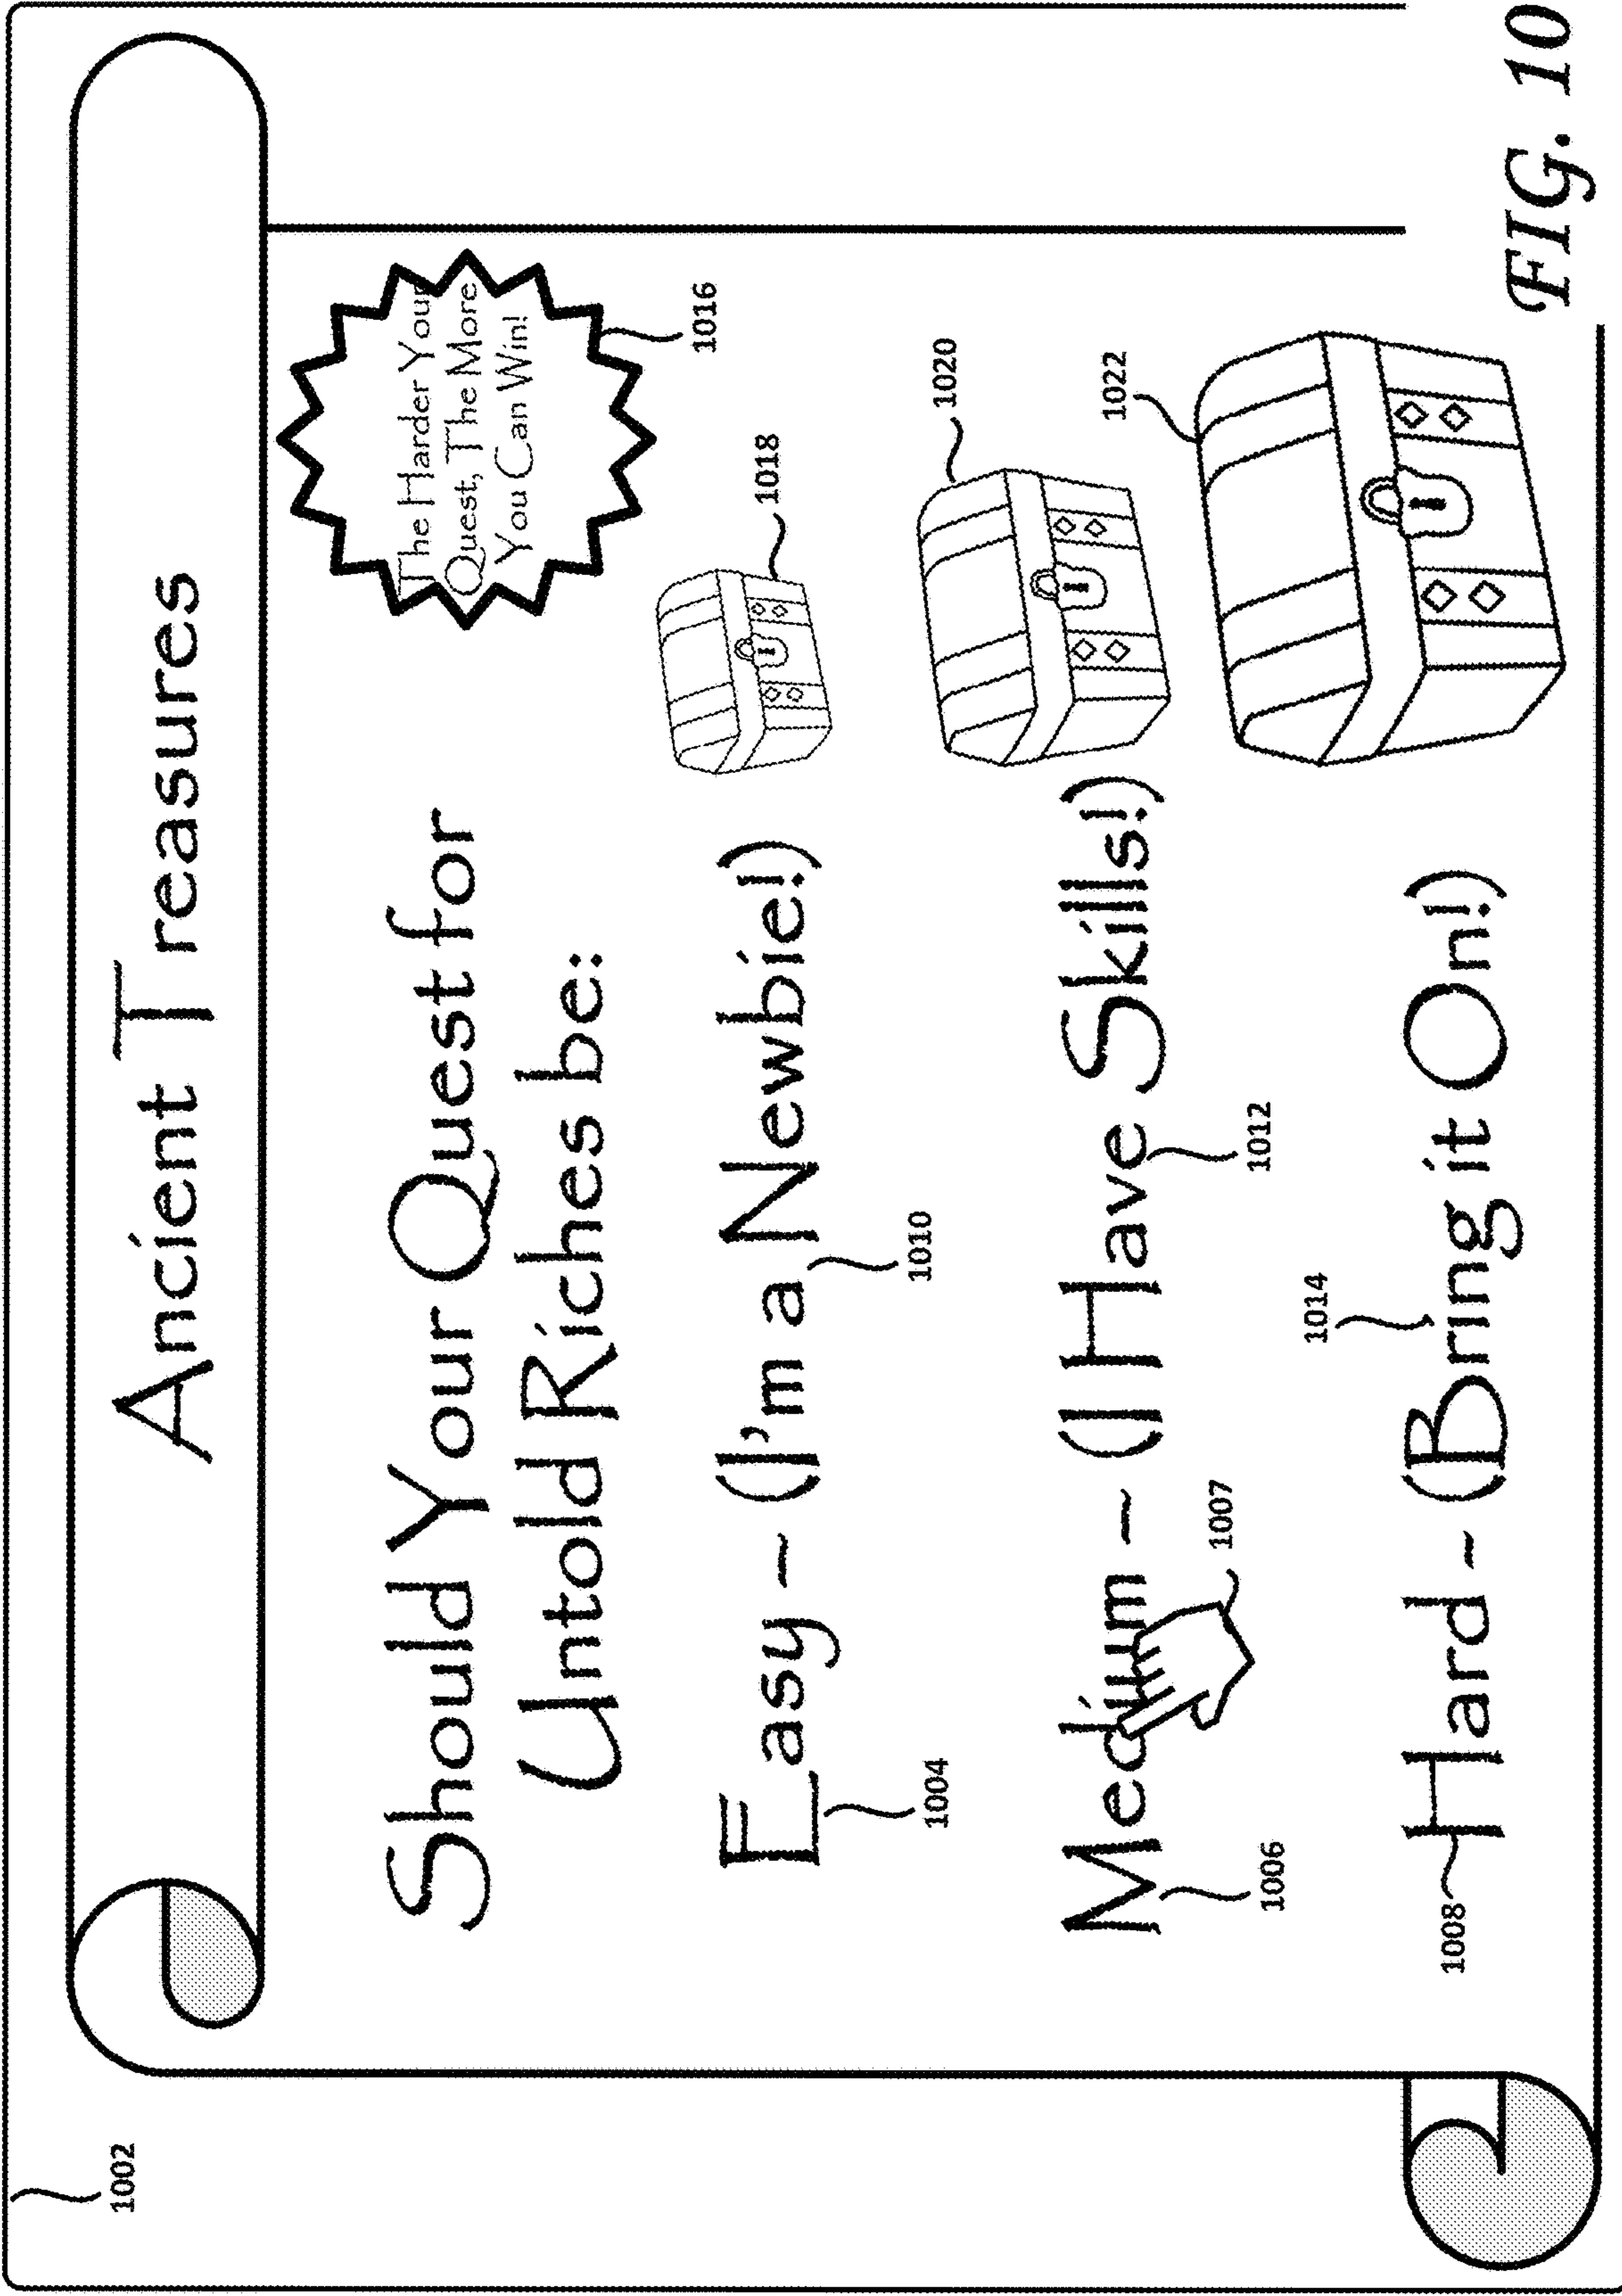 1002
Ancient Treasures
Should Your Quest for
Untold Riches be:
The Harder Your
Quest, The More
You Can Win!
1016
Easy - (I'm a Newbie!)
1004
1010
1018
Medium - (I Have Skills!)
1006
1007
1012
1020
Hard - (Bring it On!)
1008
1014
1022
FIG. 10